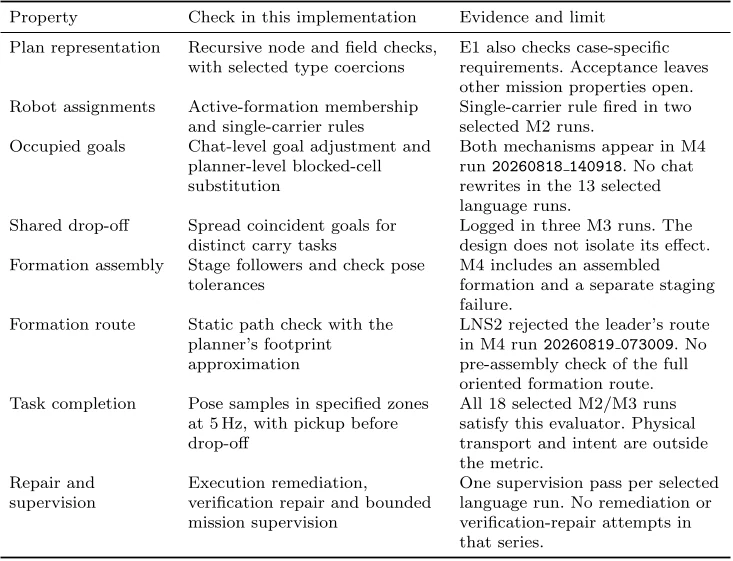 Property Check in this implementation Evidence and limit
Plan representation Recursive node and field checks, E1 also checks case-specific
with selected type coercions requirements. Acceptance leaves
other mission properties open.
Robot assignments Active-formation membership Single-carrier rule fired in two
and single-carrier rules selected M2 runs.
Occupied goals Chat-level goal adjustment and Both mechanisms appear in M4
planner-level blocked-cell run 20260818_140918. No chat
substitution rewrites in the 13 selected
language runs.
Shared drop-off Spread coincident goals for Logged in three M3 runs. The
distinct carry tasks design does not isolate its effect.
Formation assembly Stage followers and check pose M4 includes an assembled
tolerances formation and a separate staging
failure.
Formation route Static path check with the LNS2 rejected the leader's route
planner's footprint in M4 run 20260819_073009. No
approximation pre-assembly check of the full
oriented formation route.
Task completion Pose samples in specified zones All 18 selected M2/M3 runs
at 5 Hz, with pickup before satisfy this evaluator. Physical
drop-off transport and intent are outside
the metric.
Repair and Execution remediation, One supervision pass per selected
supervision verification repair and bounded language run. No remediation or
mission supervision verification-repair attempts in
that series.